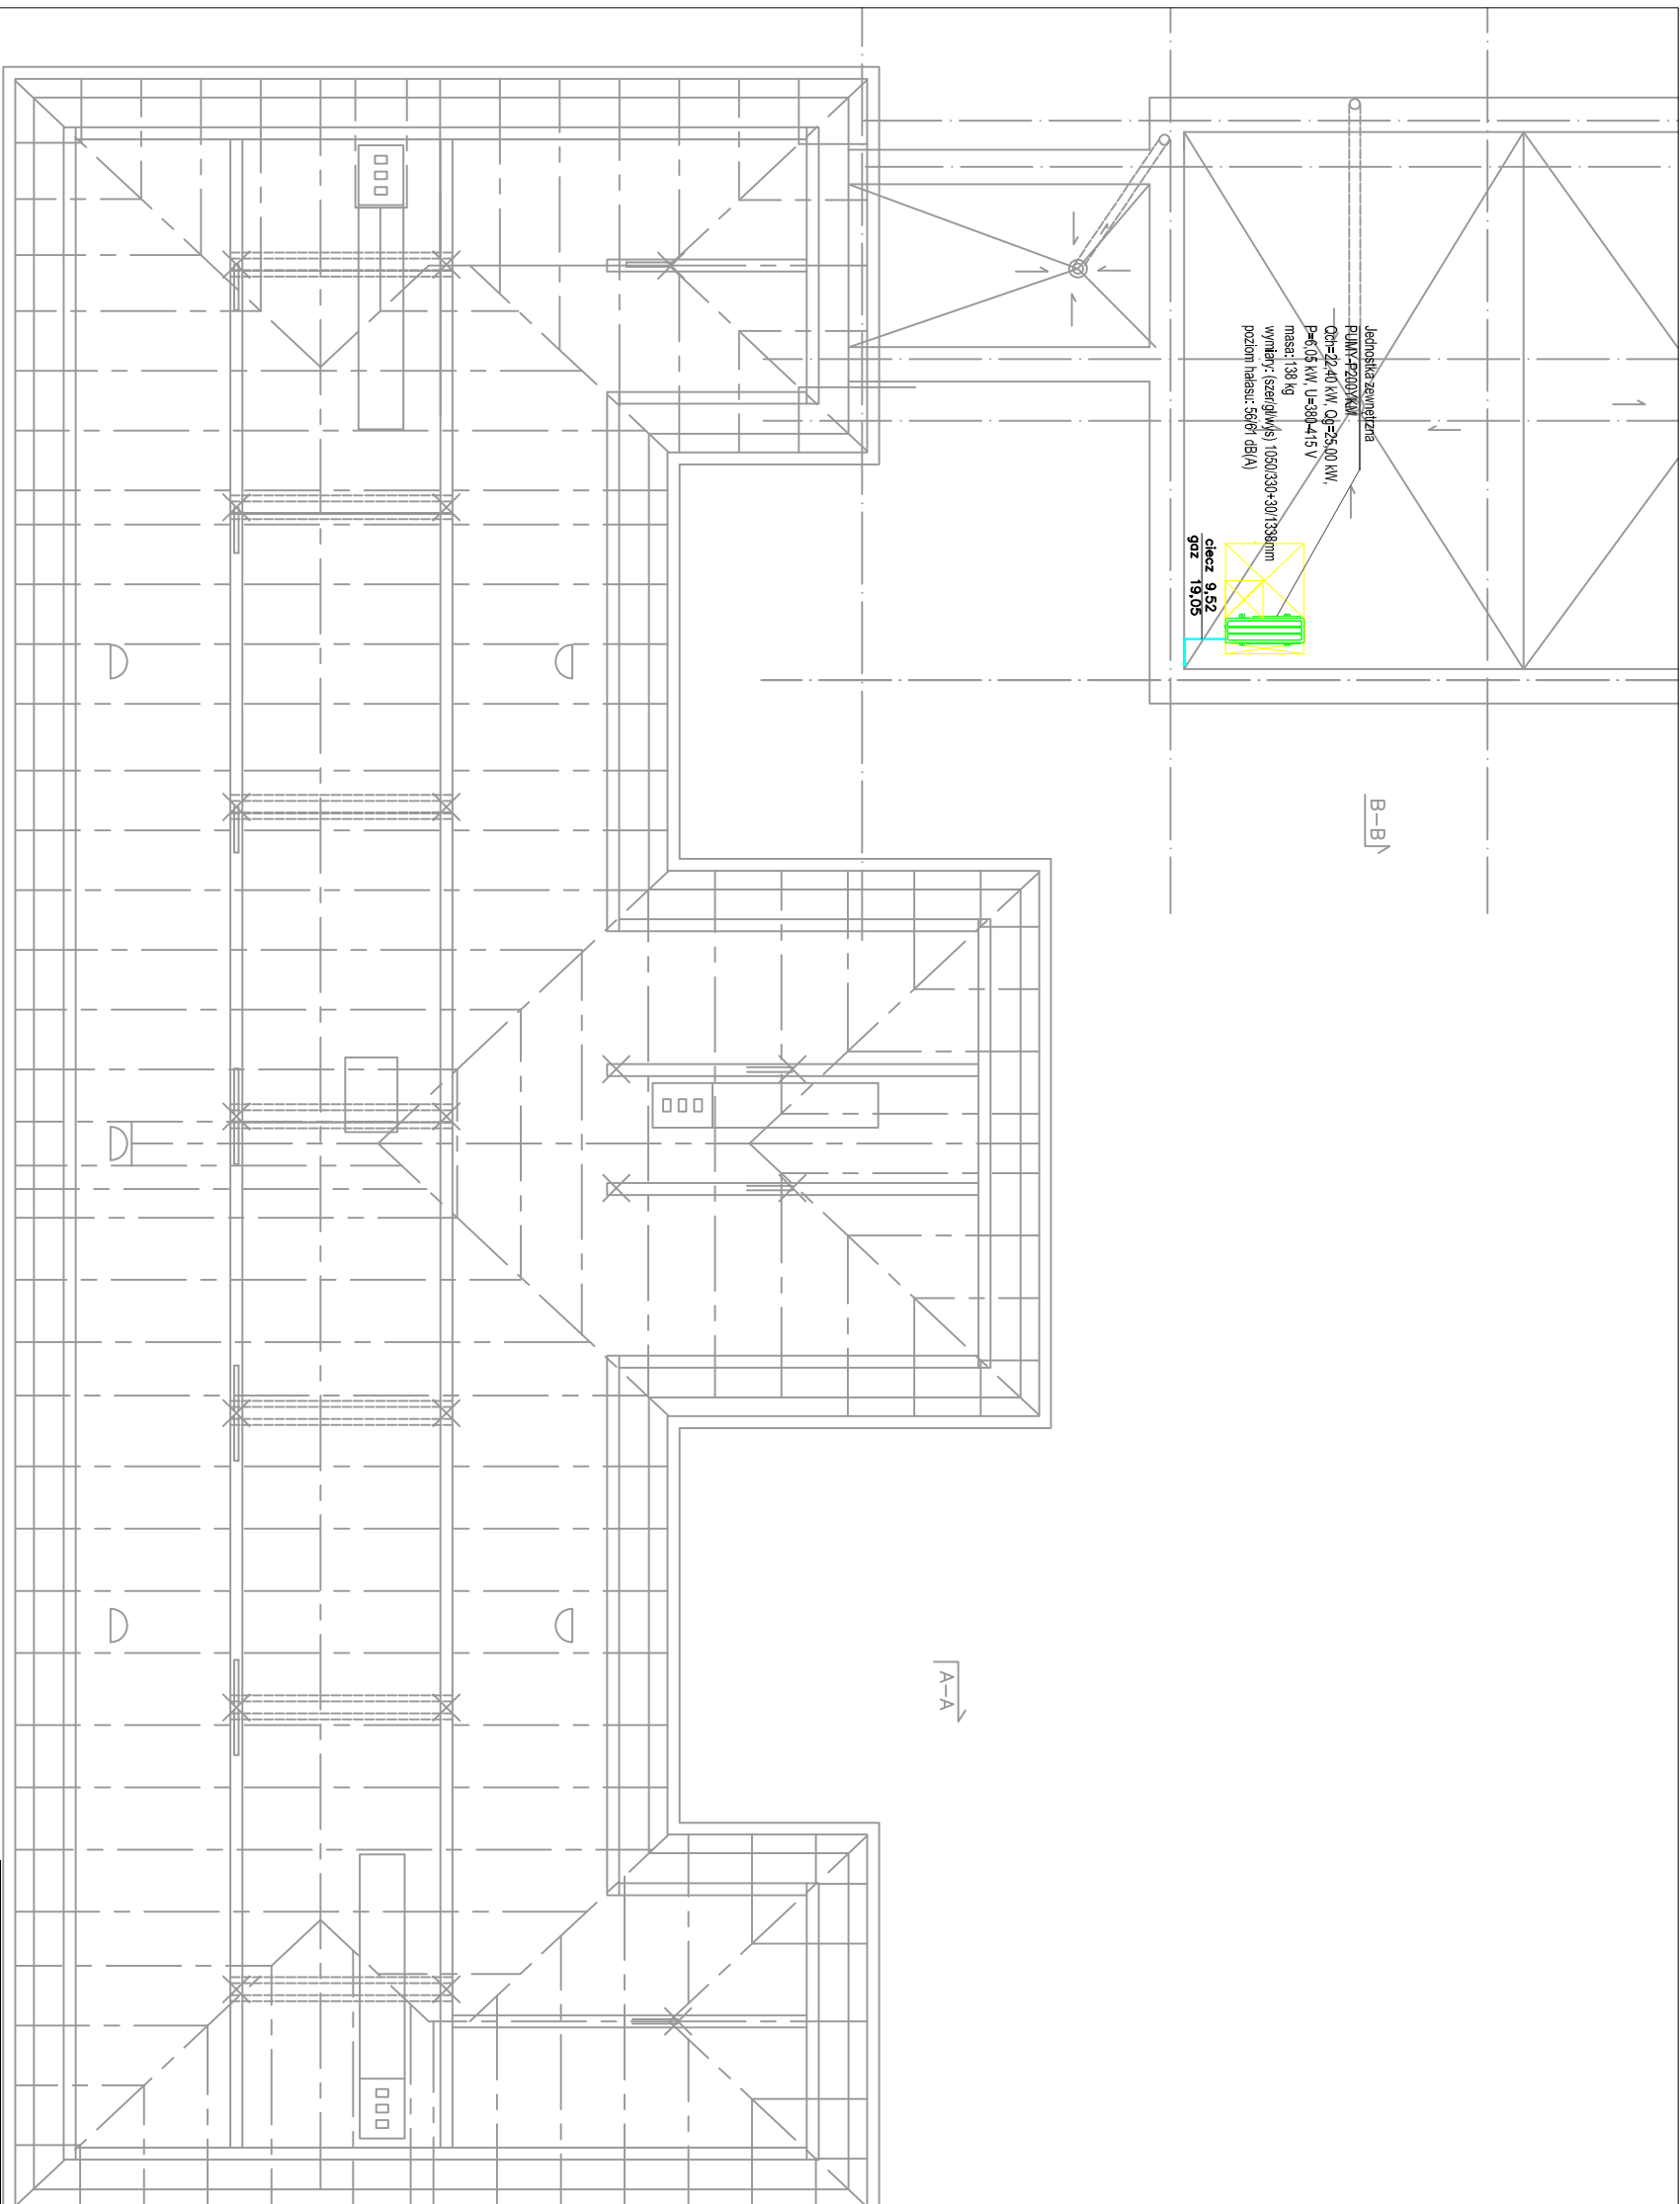 Jednostka zewnętrzna
PUMY-P200YKM
Qch=22,40 kW, Qg=25,00 kW,
P=6,05 kW, U=380-415 V
masa: 138 kg
wymiary: (szer/gł/wys) 1050/330+30/1338mm
poziom hałasu: 56/61 dB(A)
ciecz 9,52
gaz 19,05
B-B
A-A